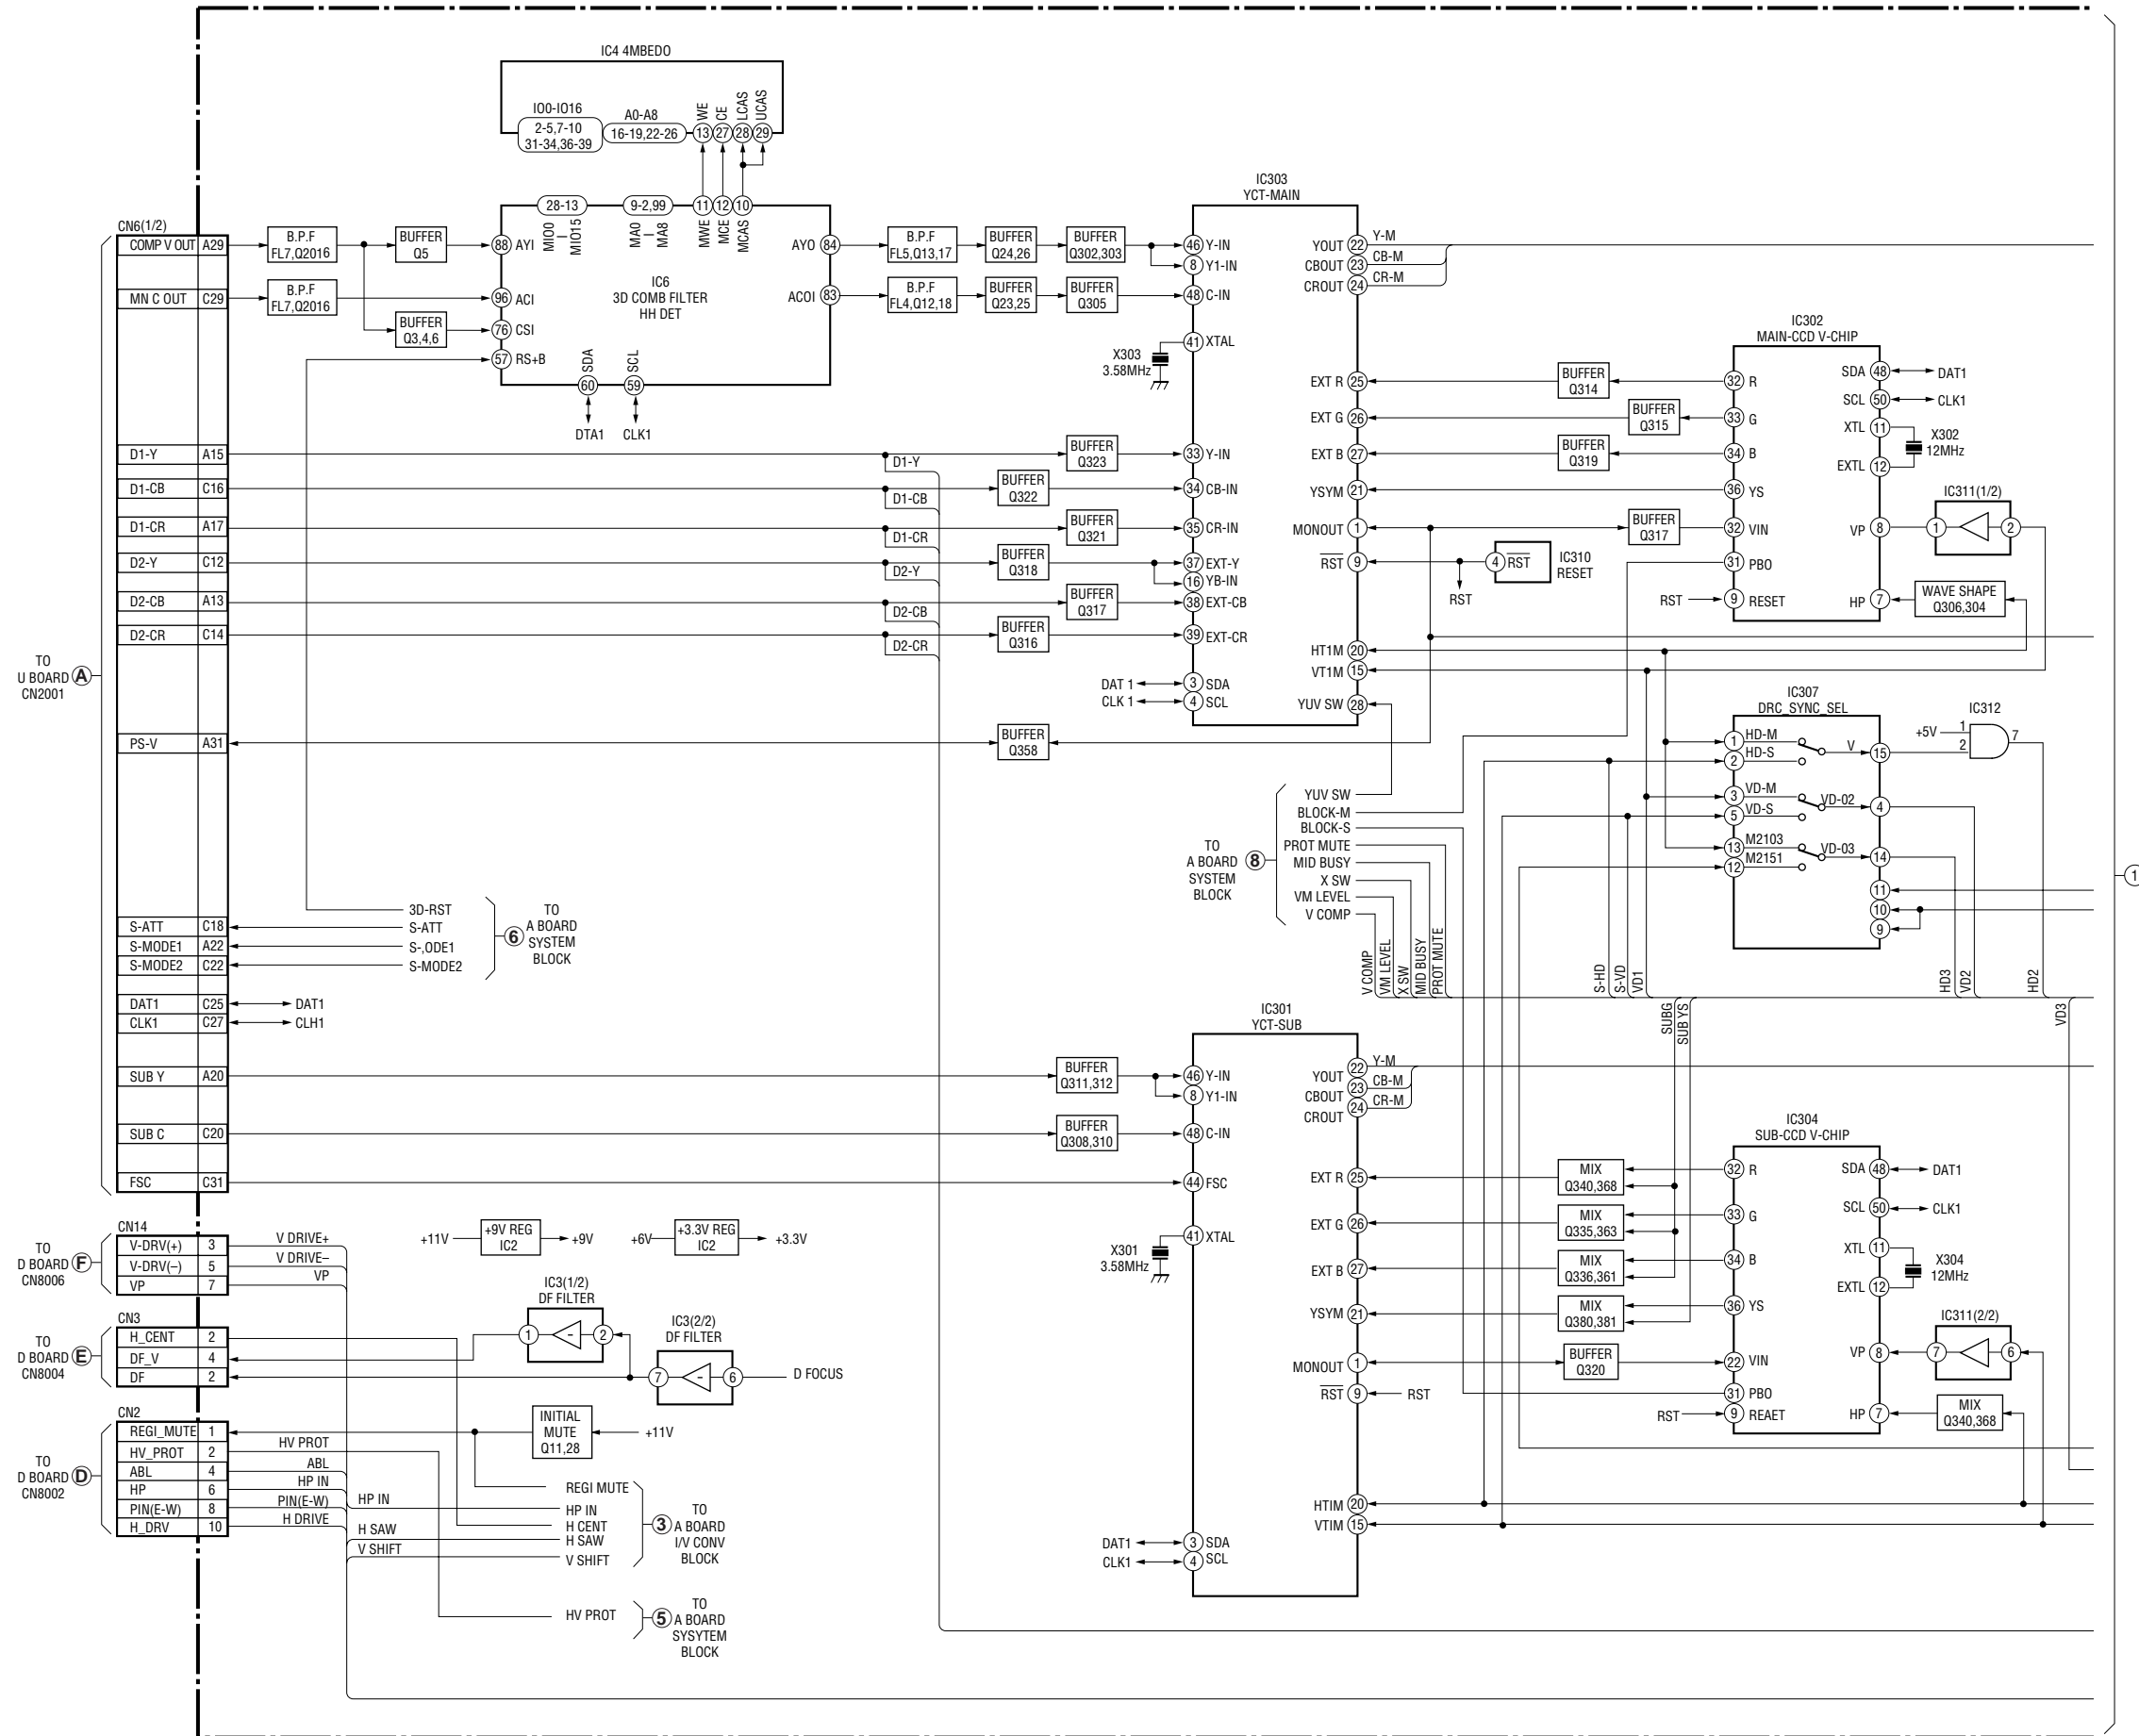 IC4 4MBEDO
IO0-IO16
2-5,7-10
31-34,36-39
A0-A8
16-19,22-26
WE
CE
LCAS
UCAS
13 27 28 29
28-13
9-2,99
11 12 10
MIO0
|
MIO15
MA0
|
MA8
MWE
MCE
MCAS
CN6(1/2)
COMP V OUT A29
B.P.F
FL7,Q2016
BUFFER
Q5
88 AYI
MN C OUT C29
B.P.F
FL7,Q2016
96 ACI
BUFFER
Q3,4,6
76 CSI
57 RS+B
IC6
3D COMB FILTER
HH DET
SDA
SCL
60 59
DTA1 CLK1
AYO 84
ACOI 83
B.P.F
FL5,Q13,17
BUFFER
Q24,26
BUFFER
Q302,303
B.P.F
FL4,Q12,18
BUFFER
Q23,25
BUFFER
Q305
IC303
YCT-MAIN
46 Y-IN
8 Y1-IN
48 C-IN
41 XTAL
X303
3.58MHz
33 Y-IN
34 CB-IN
35 CR-IN
37 EXT-Y
16 YB-IN
38 EXT-CB
39 EXT-CR
DAT 1 3 SDA
CLK 1 4 SCL
YOUT 22 Y-M
CBOUT 23 CB-M
CROUT 24 CR-M
EXT R 25
EXT G 26
EXT B 27
YSYM 21
MONOUT 1
RST 9
HT1M 20
VT1M 15
YUV SW 28
BUFFER
Q314
BUFFER
Q315
BUFFER
Q319
BUFFER
Q317
4 RST
IC310
RESET
RST
IC302
MAIN-CCD V-CHIP
32 R
33 G
34 B
36 YS
32 VIN
31 PBO
RST 9 RESET
SDA 48 DAT1
SCL 50 CLK1
XTL 11
X302
12MHz
EXTL 12
IC311(1/2)
VP 8 1 2
HP 7
WAVE SHAPE
Q306,304
D1-Y A15
D1-CB C16
D1-CR A17
D2-Y C12
D2-CB A13
D2-CR C14
D1-Y
D1-CB
D1-CR
D2-Y
D2-CB
D2-CR
BUFFER
Q323
BUFFER
Q322
BUFFER
Q321
BUFFER
Q318
BUFFER
Q317
BUFFER
Q316
TO
U BOARD A
CN2001
PS-V A31
BUFFER
Q358
IC307
DRC_SYNC_SEL
1 HD-M
2 HD-S
V 15
3 VD-M
5 VD-S
VD-02 4
13 M2103
12 M2151
VD-03 14
11
10
9
IC312
+5V 1
2
7
TO
A BOARD 8
SYSTEM
BLOCK
YUV SW
BLOCK-M
BLOCK-S
PROT MUTE
MID BUSY
X SW
VM LEVEL
V COMP
V COMP
VM LEVEL
X SW
MID BUSY
PROT MUTE
S-HD
S-VD
VD1
SUBG
SUB YS
HD3
VD2
HD2
VD3
1
3D-RST
S-ATT
S-,ODE1
S-MODE2
6
TO
A BOARD
SYSTEM
BLOCK
S-ATT C18
S-MODE1 A22
S-MODE2 C22
DAT1 C25 DAT1
CLK1 C27 CLH1
SUB Y A20
SUB C C20
FSC C31
BUFFER
Q311,312
BUFFER
Q308,310
IC301
YCT-SUB
46 Y-IN
8 Y1-IN
48 C-IN
44 FSC
41 XTAL
X301
3.58MHz
DAT1 3 SDA
CLK1 4 SCL
YOUT 22 Y-M
CBOUT 23 CB-M
CROUT 24 CR-M
EXT R 25
EXT G 26
EXT B 27
YSYM 21
MONOUT 1
RST 9 RST
HTIM 20
VTIM 15
MIX
Q340,368
MIX
Q335,363
MIX
Q336,361
MIX
Q380,381
BUFFER
Q320
IC304
SUB-CCD V-CHIP
32 R
33 G
34 B
36 YS
22 VIN
31 PBO
RST 9 REAET
SDA 48 DAT1
SCL 50 CLK1
XTL 11
X304
12MHz
EXTL 12
IC311(2/2)
VP 8 7 6
HP 7
MIX
Q340,368
CN14
TO
D BOARD F
CN8006
V-DRV(+) 3 V DRIVE+
V-DRV(–) 5 V DRIVE–
VP 7 VP
+11V
+9V REG
IC2
+9V
+6V
+3.3V REG
IC2
+3.3V
CN3
TO
D BOARD E
CN8004
H_CENT 2
DF_V 4
DF 2
IC3(1/2)
DF FILTER
1 - 2
IC3(2/2)
DF FILTER
7 - 6
D FOCUS
CN2
TO
D BOARD D
CN8002
REGI_MUTE 1
HV_PROT 2 HV PROT
ABL 4 ABL
HP 6 HP IN
PIN(E-W) 8 PIN(E-W)
H_DRV 10 H DRIVE
INITIAL
MUTE
Q11,28
+11V
HP IN
H SAW
V SHIFT
REGI MUTE
HP IN
H CENT
H SAW
V SHIFT
3
TO
A BOARD
I/V CONV
BLOCK
HV PROT
5
TO
A BOARD
SYSYTEM
BLOCK